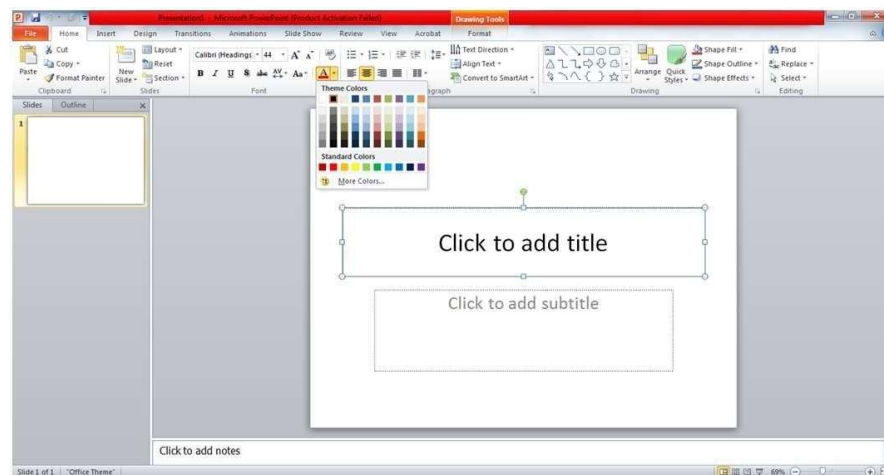 Presentation1 - Microsoft PowerPoint (Product Activation Failed)
Drawing Tools
File Home Insert Design Transitions Animations Slide Show Review View Acrobat Format
Paste
Cut
Copy
Format Painter
Clipboard
New Slide
Layout
Reset
Section
Slides
Calibri (Headings) 44
B I U S abc AV Aa
A
Font
Text Direction
Align Text
Convert to SmartArt
agraph
Arrange
Quick Styles
Shape Fill
Shape Outline
Shape Effects
Drawing
Find
Replace
Select
Editing
Slides Outline
1
Theme Colors
Standard Colors
More Colors...
Click to add title
Click to add subtitle
Click to add notes
Slide 1 of 1 "Office Theme" 69%